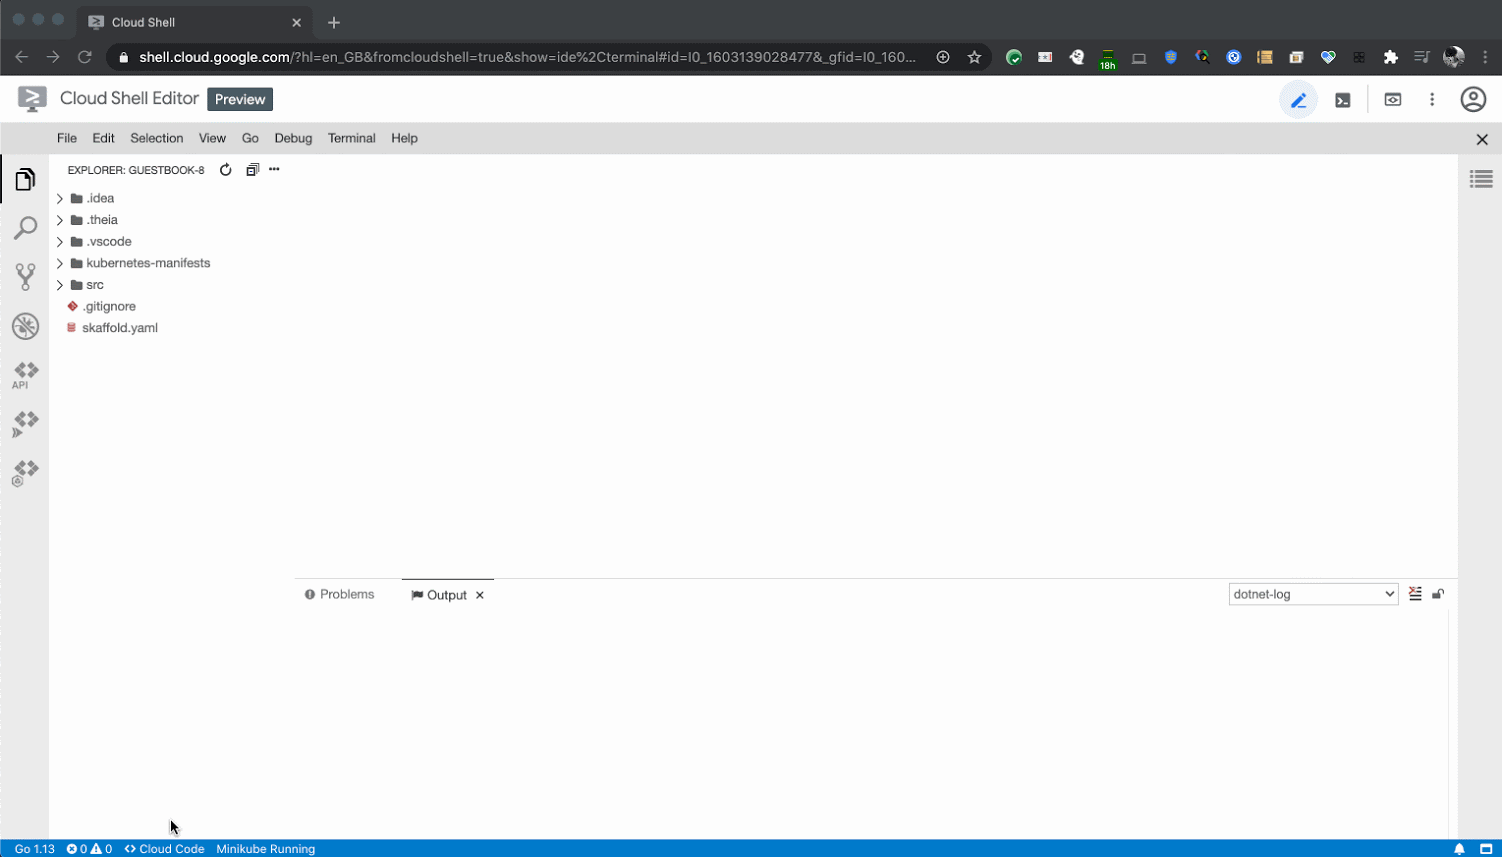 Cloud Shell
shell.cloud.google.com/?hl=en_GB&fromcloudshell=true&show=ide%2Cterminal#id=I0_1603139028477&_gfid=I0_160...
18h
Cloud Shell Editor Preview
File Edit Selection View Go Debug Terminal Help
EXPLORER: GUESTBOOK-8
.idea
.theia
.vscode
kubernetes-manifests
src
.gitignore
skaffold.yaml
API
Problems Output dotnet-log
Go 1.13 0 0 <> Cloud Code Minikube Running